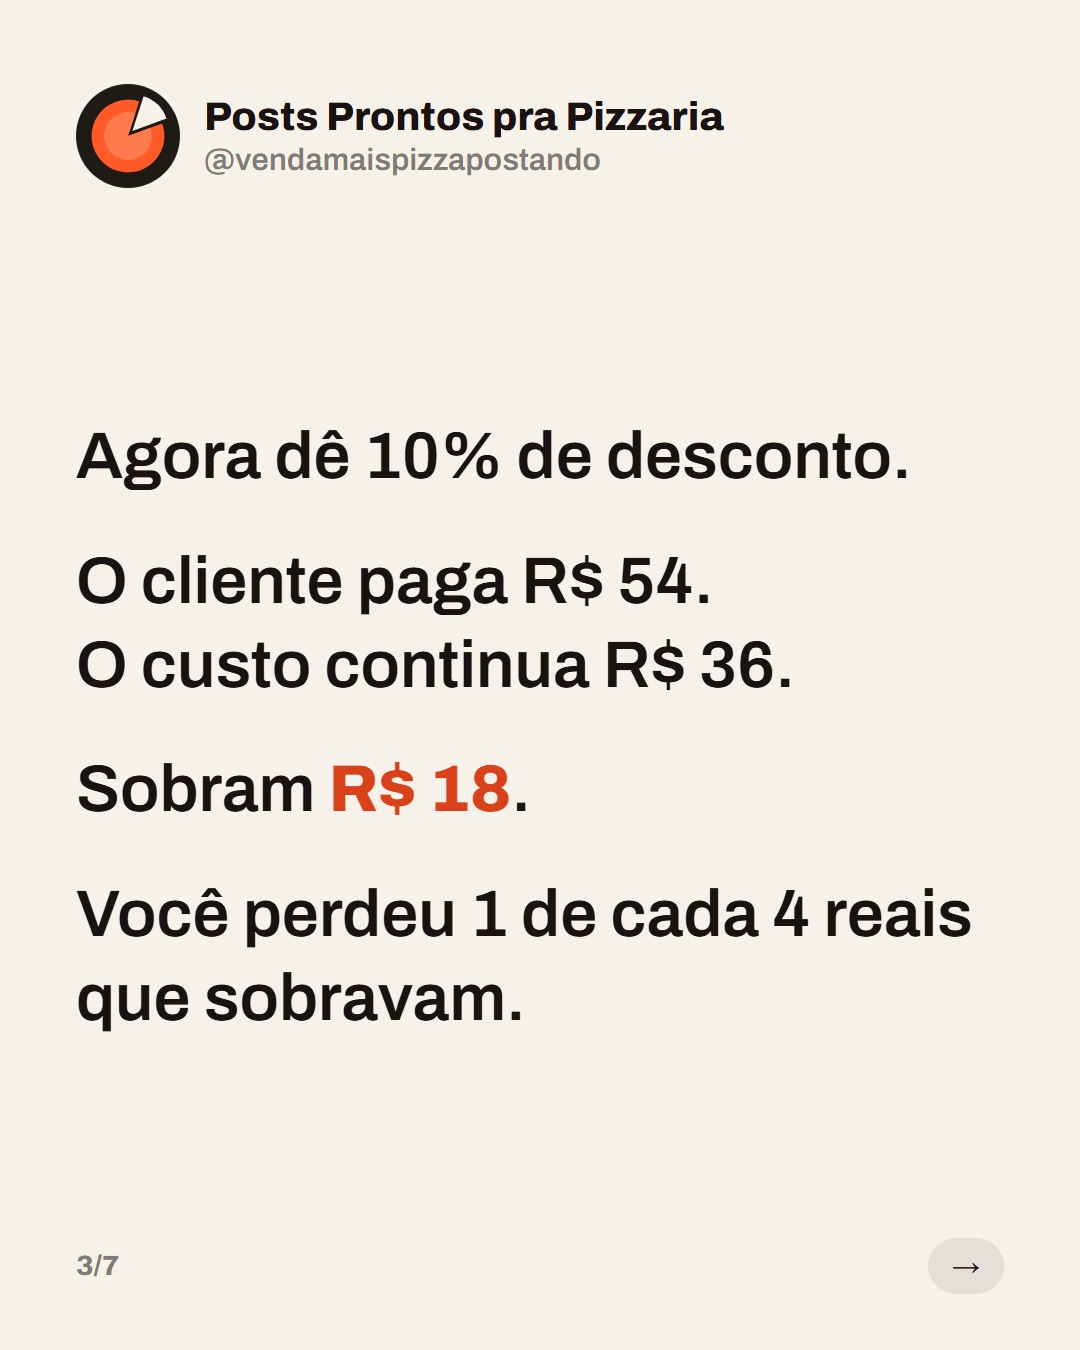 Posts Prontos pra Pizzaria
@vendamaispizzapostando
Agora dê 10% de desconto.
O cliente paga R$ 54.
O custo continua R$ 36.
Sobram R$ 18.
Você perdeu 1 de cada 4 reais
que sobravam.
3/7
→